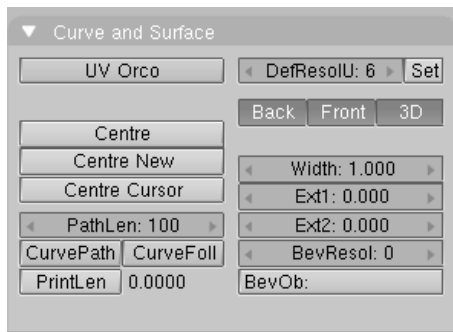 Curve and Surface
UV Orco
DefResolU: 6
Set
Back
Front
3D
Centre
Centre New
Centre Cursor
Width: 1.000
Ext1: 0.000
Ext2: 0.000
PathLen: 100
BevResol: 0
CurvePath
CurveFoll
PrintLen
0.0000
BevOb: